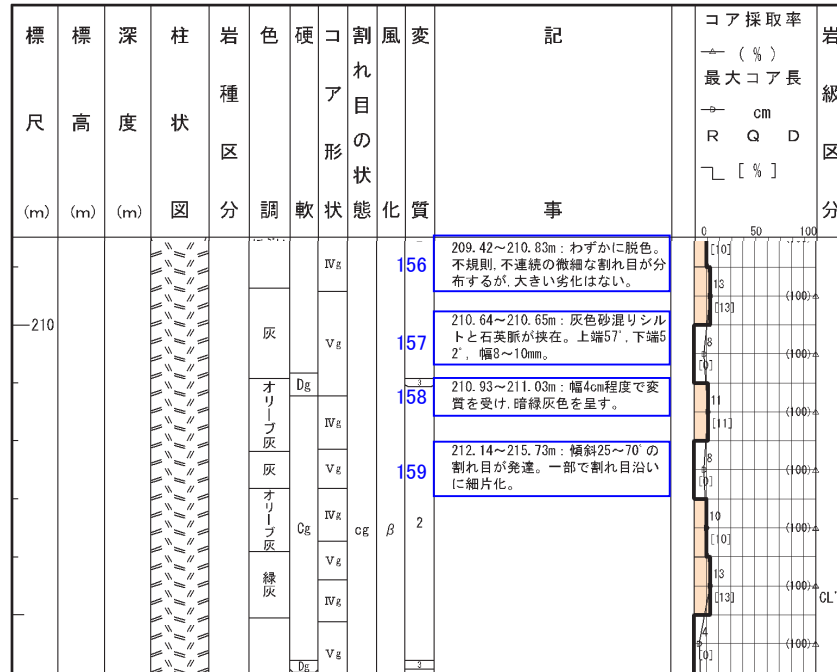 標尺(m)
標高(m)
深度(m)
柱状図
岩種区分
色調
硬軟
コア形状
割れ目の状態
風化
変質
記事
コア採取率
(%)
最大コア長
cm
R Q D
[%]
岩級区分
0 50 100
210
灰
オリーブ灰
灰
オリーブ灰
緑灰
Dg
Cg
Dg
Ⅳg
Ⅴg
Ⅳg
Ⅴg
Ⅳg
Ⅴg
Ⅳg
Ⅴg
cg
β
3
2
3
156
209.42~210.83m:わずかに脱色。
不規則,不連続の微細な割れ目が分
布するが,大きい劣化はない。
157
210.64~210.65m:灰色砂混りシル
トと石英脈が挟在。上端57°,下端5
2°,幅8~10mm。
158
210.93~211.03m:幅4cm程度で変
質を受け,暗緑灰色を呈す。
159
212.14~215.73m:傾斜25~70°の
割れ目が発達。一部で割れ目沿い
に細片化。
[10]
13
(100)
[13]
8
(100)
[0]
11
(100)
[11]
8
(100)
[0]
10
(100)
[10]
13
(100)
[13]
CL'
4
(100)
[0]